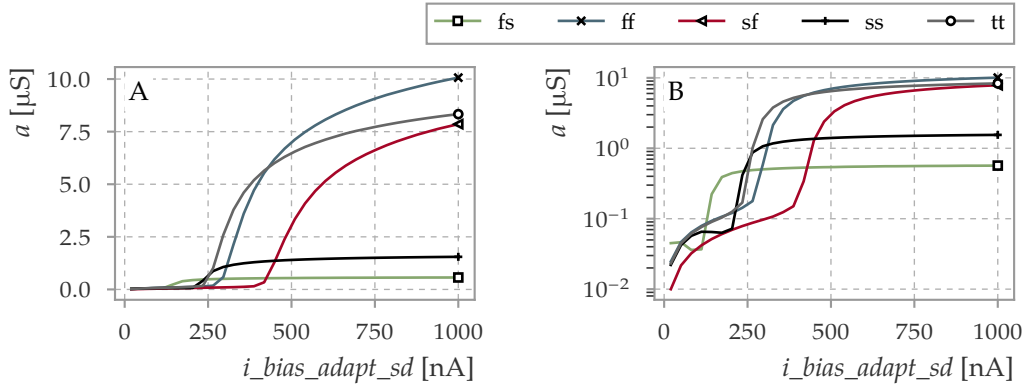 fs ff sf ss tt
A
a [μS]
10.0
7.5
5.0
2.5
0.0
0 250 500 750 1000
i_bias_adapt_sd [nA]
B
a [μS]
10¹
10⁰
10⁻¹
10⁻²
0 250 500 750 1000
i_bias_adapt_sd [nA]